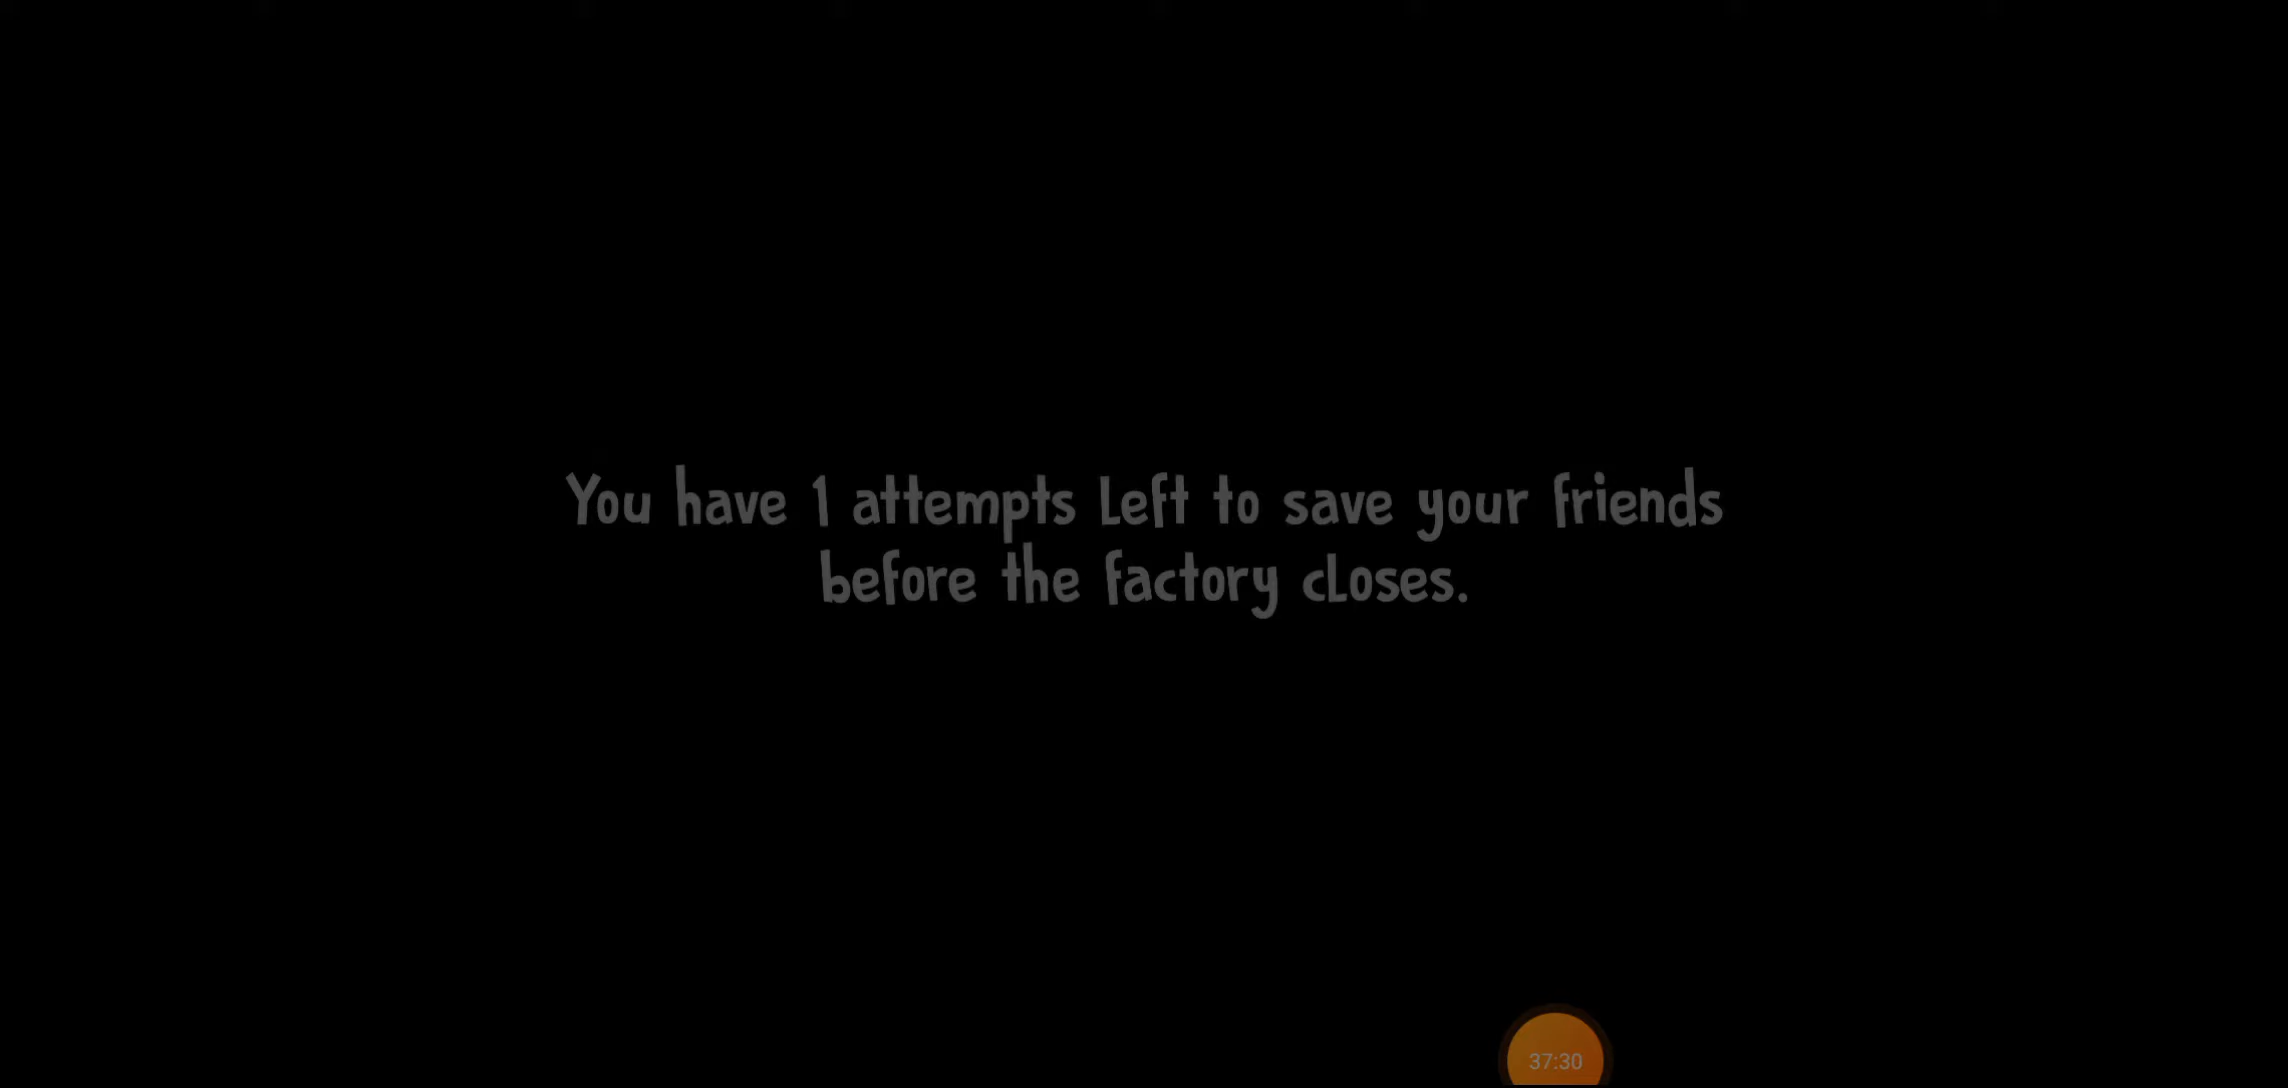 You have 1 attempts left to save your friends
before the factory closes.
37:30